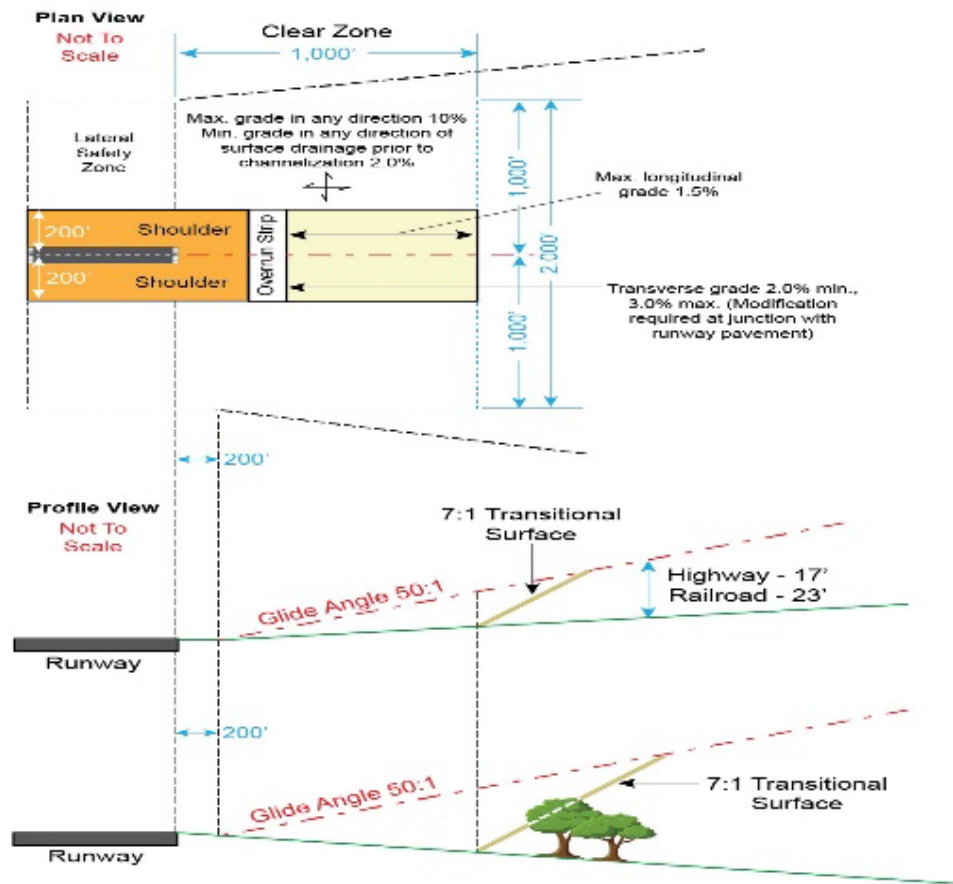 Plan View
Not To
Scale
Clear Zone
1,000'
Lateral
Safety
Zone
Max. grade in any direction 10%
Min. grade in any direction of
surface drainage prior to
channelization 2.0%
Max. longitudinal
grade 1.5%
1,000'
2,000'
1,000'
200'
Shoulder
200'
Shoulder
Overrun Strip
Transverse grade 2.0% min.,
3.0% max. (Modification
required at junction with
runway pavement)
200'
Profile View
Not To
Scale
7:1 Transitional
Surface
Glide Angle 50:1
Highway - 17'
Railroad - 23'
Runway
200'
Glide Angle 50:1
7:1 Transitional
Surface
Runway